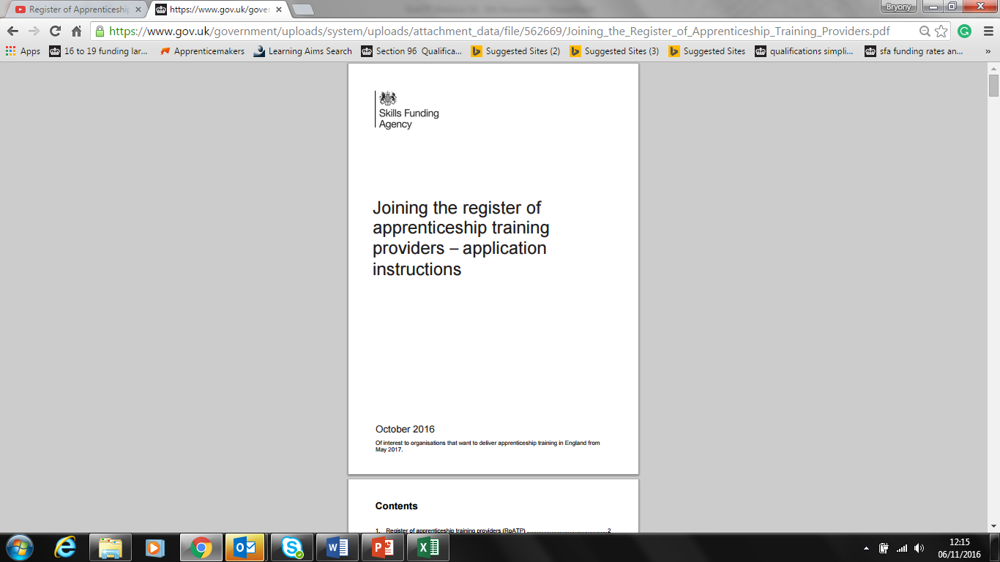 Register of Apprenticeship
https://www.gov.uk/gover
Bryony
https://www.gov.uk/government/uploads/system/uploads/attachment_data/file/562669/Joining_the_Register_of_Apprenticeship_Training_Providers.pdf
Apps 16 to 19 funding lar... Apprenticemakers Learning Aims Search Section 96 Qualifica... Suggested Sites (2) Suggested Sites (3) Suggested Sites qualifications simpli... sfa funding rates an... »
Skills Funding
Agency
Joining the register of
apprenticeship training
providers – application
instructions
October 2016
Of interest to organisations that want to deliver apprenticeship training in England from
May 2017.
Contents
1. Register of apprenticeship training providers (RoATP) ...............................................2
12:15
06/11/2016